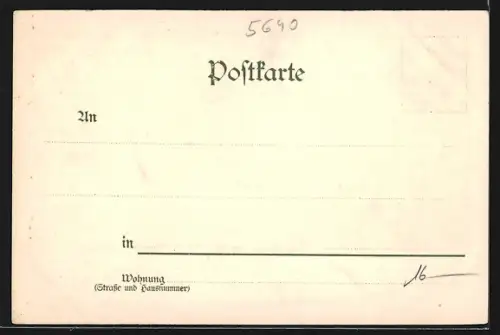 5640
Poſtkarte
An
in
Wohnung
(Straße und Hausnummer)
16